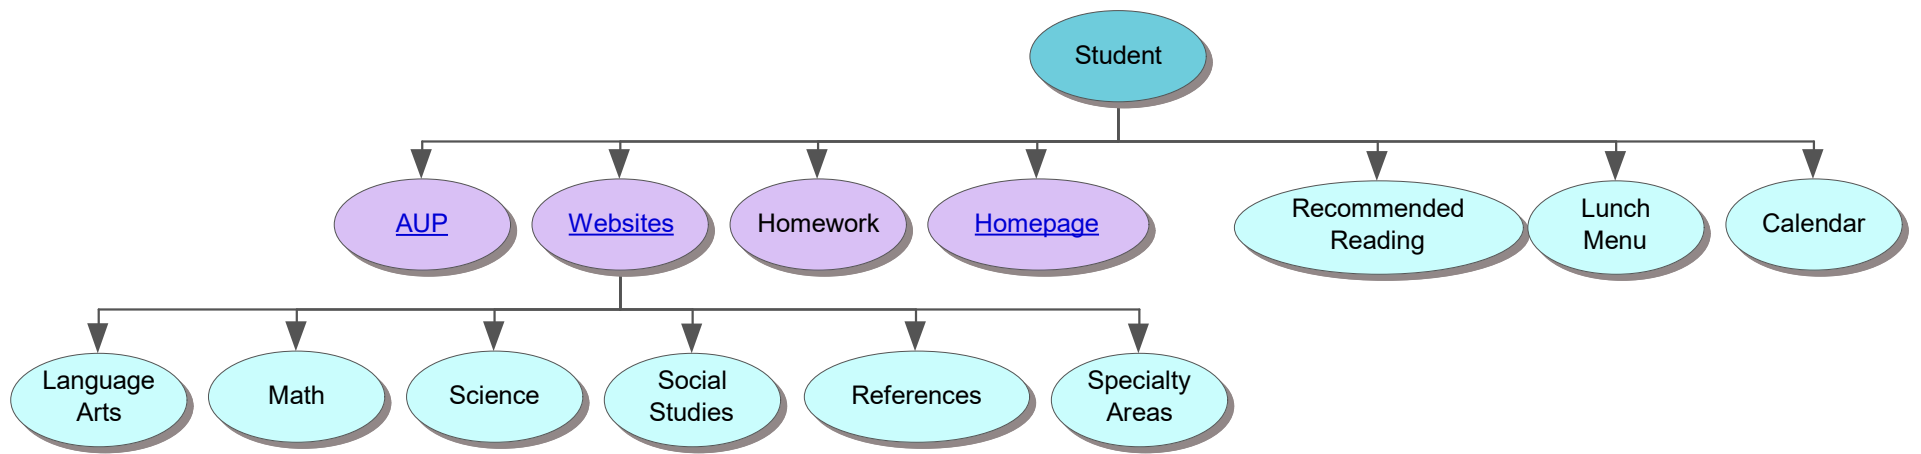 Student
AUP
Websites
Homework
Homepage
Recommended
Reading
Lunch
Menu
Calendar
Language
Arts
Math
Science
Social
Studies
References
Specialty
Areas